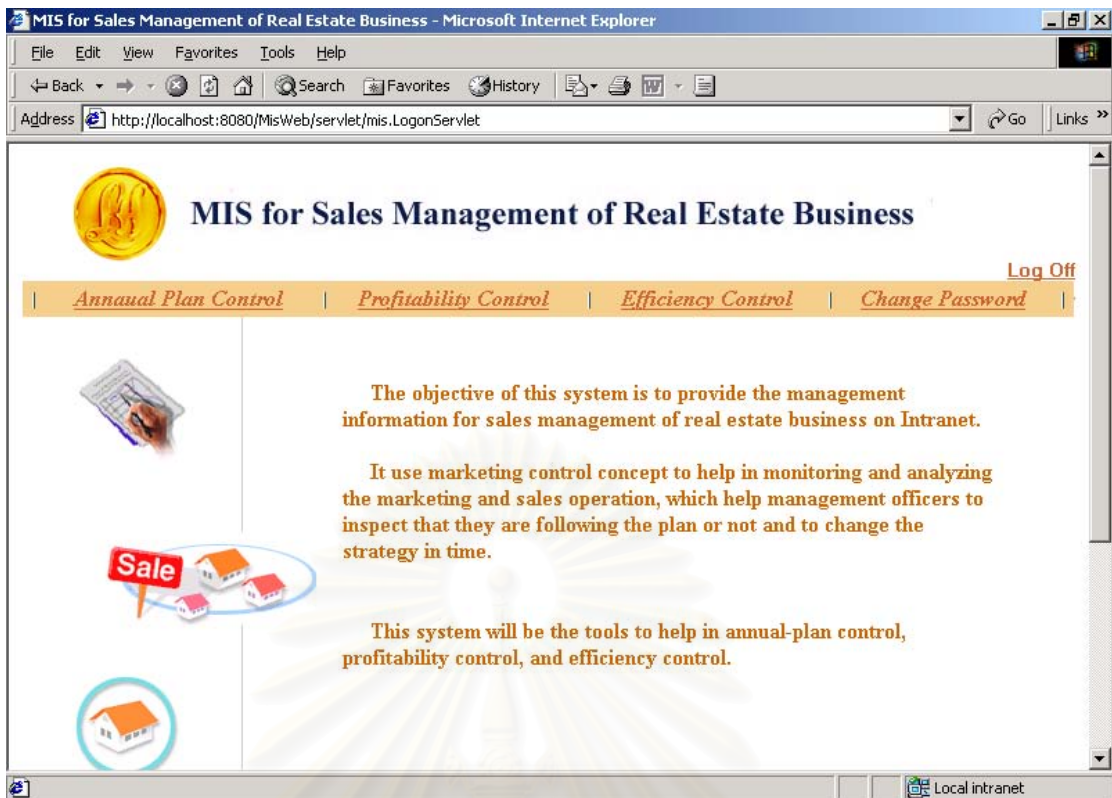 MIS for Sales Management of Real Estate Business - Microsoft Internet Explorer
File Edit View Favorites Tools Help
Back Search Favorites History
Address http://localhost:8080/MisWeb/servlet/mis.LogonServlet Go Links »
MIS for Sales Management of Real Estate Business
Log Off
| Annaual Plan Control | Profitability Control | Efficiency Control | Change Password |
The objective of this system is to provide the management
information for sales management of real estate business on Intranet.
It use marketing control concept to help in monitoring and analyzing
the marketing and sales operation, which help management officers to
inspect that they are following the plan or not and to change the
strategy in time.
Sale
This system will be the tools to help in annual-plan control,
profitability control, and efficiency control.
Local intranet